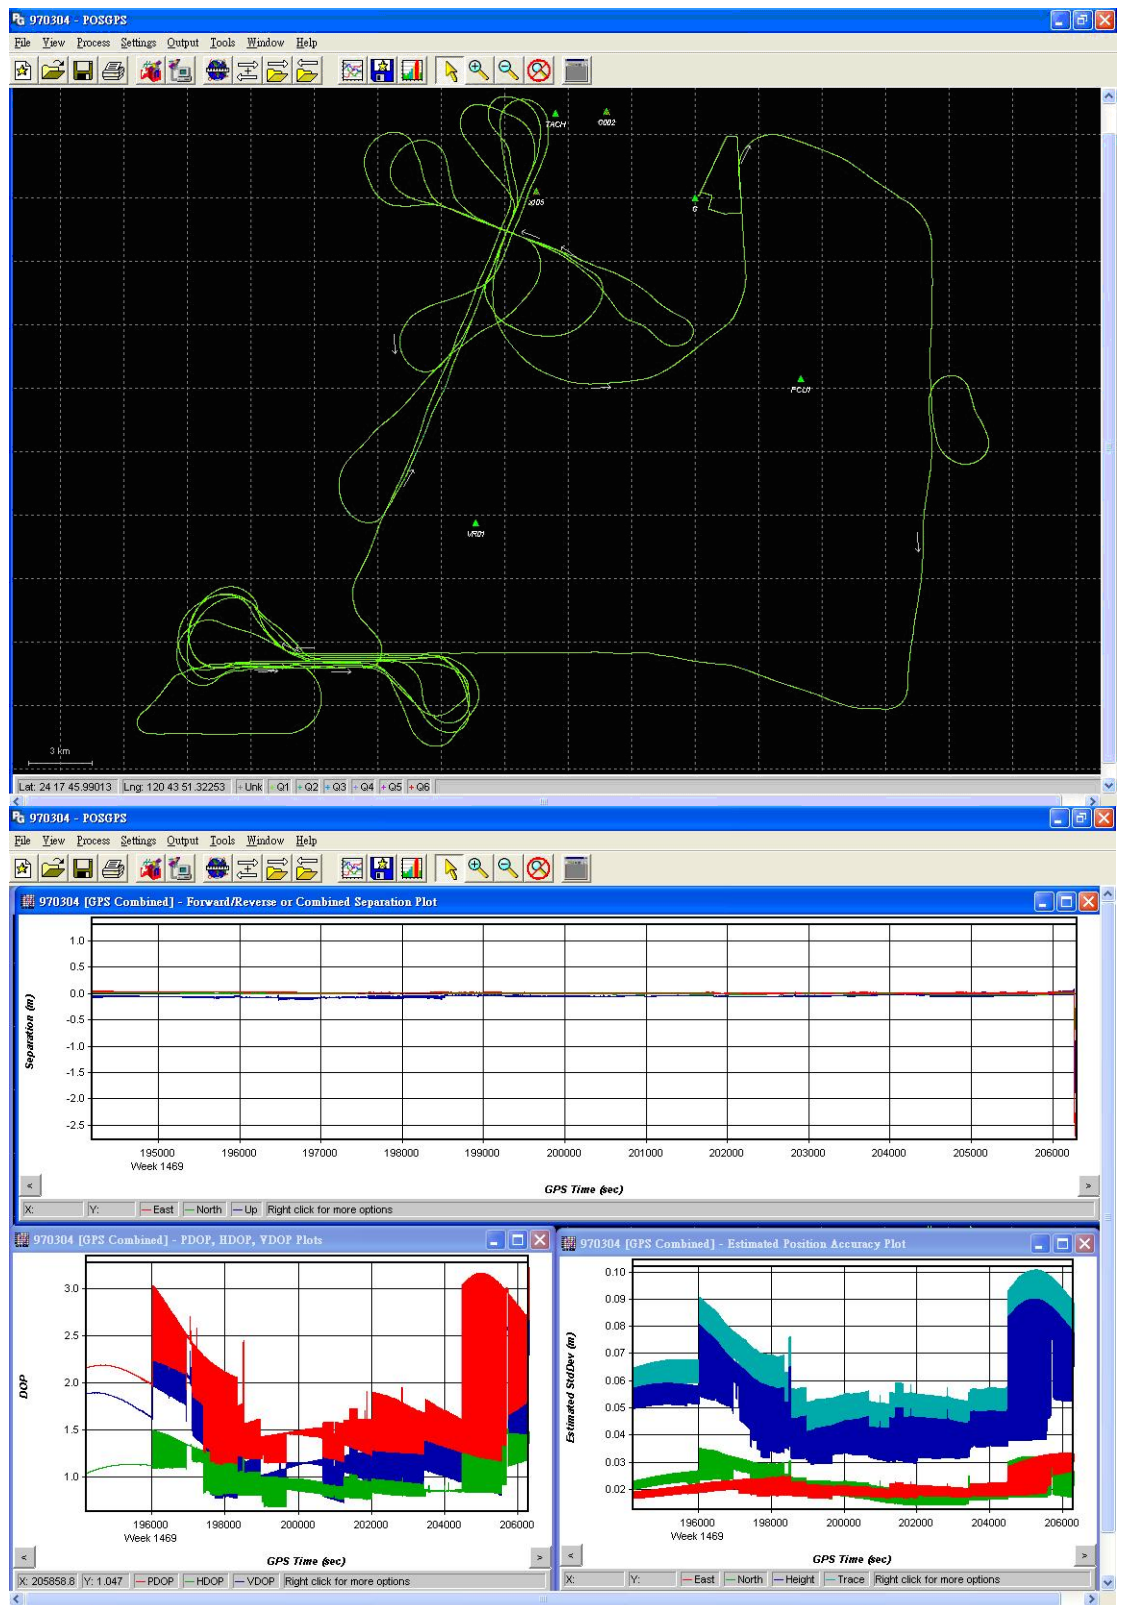 970304 - POSGPS
File View Process Settings Output Tools Window Help
TACH
C002
s005
G
PCU1
VR01
3 km
Lat: 24 17 45.99013 Lng: 120 43 51.32253 +Unk +Q1 +Q2 +Q3 +Q4 +Q5 +Q6
970304 - POSGPS
File View Process Settings Output Tools Window Help
970304 [GPS Combined] - Forward/Reverse or Combined Separation Plot
1.0
0.5
0.0
-0.5
-1.0
-1.5
-2.0
-2.5
Separation (m)
195000 196000 197000 198000 199000 200000 201000 202000 203000 204000 205000 206000
Week 1469
GPS Time (sec)
X: Y: East North Up Right click for more options
970304 [GPS Combined] - PDOP, HDOP, VDOP Plots
3.0
2.5
2.0
1.5
1.0
DOP
196000 198000 200000 202000 204000 206000
Week 1469
GPS Time (sec)
X: 205858.8 Y: 1.047 PDOP HDOP VDOP Right click for more options
970304 [GPS Combined] - Estimated Position Accuracy Plot
0.10
0.09
0.08
0.07
0.06
0.05
0.04
0.03
0.02
Estimated StdDev (m)
196000 198000 200000 202000 204000 206000
Week 1469
GPS Time (sec)
X: Y: East North Height Trace Right click for more options